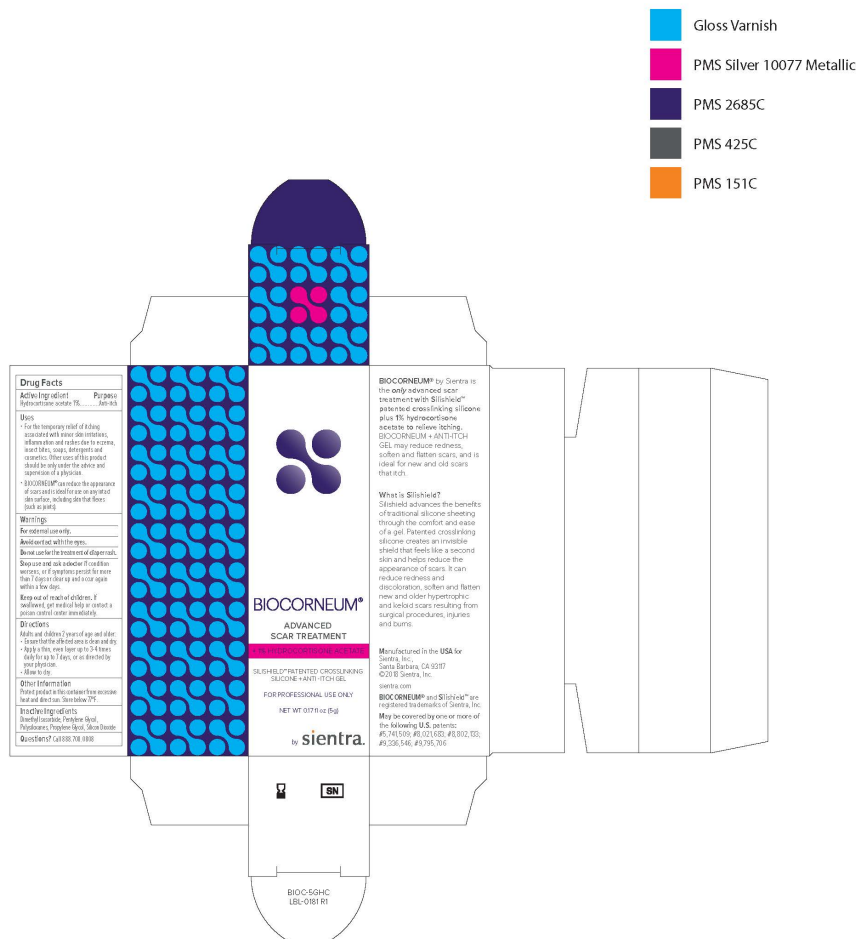 Gloss Varnish
PMS Silver 10077 Metallic
PMS 2685C
PMS 425C
PMS 151C
Drug Facts
Active Ingredient Purpose
Hydrocortisone acetate 1%............Anti-itch
Uses
• For the temporary relief of itching
associated with minor skin irritations,
inflammation and rashes due to eczema,
insect bites, soaps, detergents and
cosmetics. Other uses of this product
should be only under the advice and
supervision of a physician.
• BIOCORNEUM® can reduce the appearance
of scars and is ideal for use on any intact
skin surface, including skin that flexes
(such as joints).
Warnings
For external use only.
Avoid contact with the eyes.
Do not use for the treatment of diaper rash.
Stop use and ask a doctor if condition
worsens, or if symptoms persist for more
than 7 days or clear up and occur again
within a few days.
Keep out of reach of children. If
swallowed, get medical help or contact a
poison control center immediately.
Directions
Adults and children 2 years of age and older:
• Ensure that the affected area is clean and dry.
• Apply a thin, even layer up to 3-4 times
daily for up to 7 days, or as directed by
your physician.
• Allow to dry.
Other Information
Protect product in this container from excessive
heat and direct sun. Store below 77°F.
Inactive Ingredients
Dimethyl Isosorbide, Pentylene Glycol,
Polysiloxanes, Propylene Glycol, Silicon Dioxide
Questions? Call 888.708.0808
BIOCORNEUM®
ADVANCED
SCAR TREATMENT
+ 1% HYDROCORTISONE ACETATE
SILISHIELD™ PATENTED CROSSLINKING
SILICONE + ANTI-ITCH GEL
FOR PROFESSIONAL USE ONLY
NET WT 0.17 fl oz (5g)
by sientra.
BIOCORNEUM® by Sientra is
the only advanced scar
treatment with Silishield™
patented crosslinking silicone
plus 1% hydrocortisone
acetate to relieve itching.
BIOCORNEUM + ANTI-ITCH
GEL may reduce redness,
soften and flatten scars, and is
ideal for new and old scars
that itch.
What is Silishield?
Silishield advances the benefits
of traditional silicone sheeting
through the comfort and ease
of a gel. Patented crosslinking
silicone creates an invisible
shield that feels like a second
skin and helps reduce the
appearance of scars. It can
reduce redness and
discoloration, soften and flatten
new and older hypertrophic
and keloid scars resulting from
surgical procedures, injuries
and burns.
Manufactured in the USA for
Sientra, Inc.,
Santa Barbara, CA 93117
©2018 Sientra, Inc.
sientra.com
BIOCORNEUM® and Silishield™ are
registered trademarks of Sientra, Inc.
May be covered by one or more of
the following U.S. patents:
#5,741,509; #8,021,683; #8,802,133;
#9,336,546; #9,795,706
SN
BIOC-5GHC
LBL-0181 R1